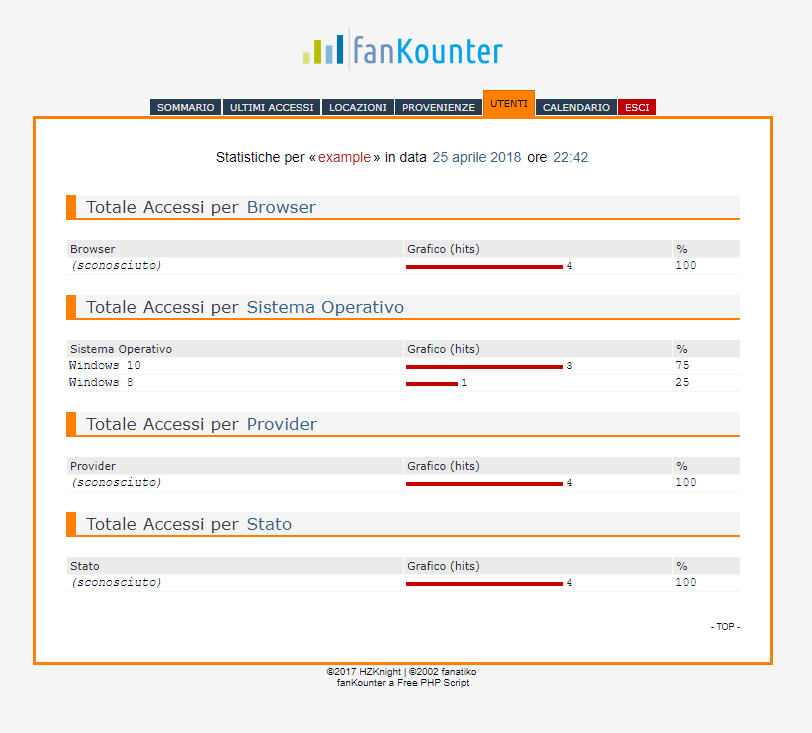 fanKounter
SOMMARIO ULTIMI ACCESSI LOCAZIONI PROVENIENZE UTENTI CALENDARIO ESCI
Statistiche per «example» in data 25 aprile 2018 ore 22:42
Totale Accessi per Browser
Browser Grafico (hits) %
(sconosciuto) 4 100
Totale Accessi per Sistema Operativo
Sistema Operativo Grafico (hits) %
Windows 10 3 75
Windows 8 1 25
Totale Accessi per Provider
Provider Grafico (hits) %
(sconosciuto) 4 100
Totale Accessi per Stato
Stato Grafico (hits) %
(sconosciuto) 4 100
- TOP -
©2017 HZKnight | ©2002 fanatiko
fanKounter a Free PHP Script